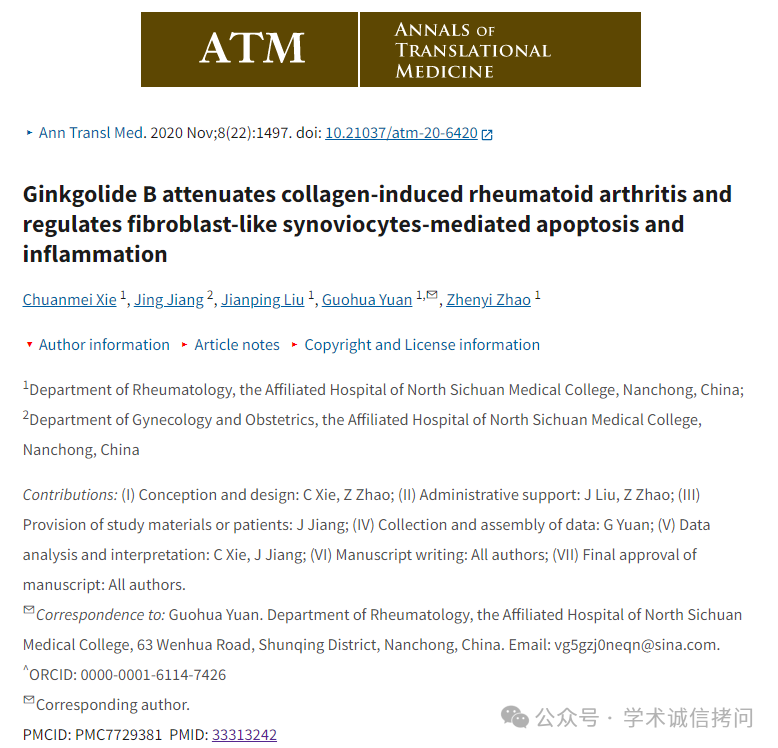 ATM
ANNALS OF
TRANSLATIONAL
MEDICINE
Ann Transl Med. 2020 Nov;8(22):1497. doi: 10.21037/atm-20-6420
Ginkgolide B attenuates collagen-induced rheumatoid arthritis and
regulates fibroblast-like synoviocytes-mediated apoptosis and
inflammation
Chuanmei Xie 1, Jing Jiang 2, Jianping Liu 1, Guohua Yuan 1,✉, Zhenyi Zhao 1
Author information Article notes Copyright and License information
1Department of Rheumatology, the Affiliated Hospital of North Sichuan Medical College, Nanchong, China;
2Department of Gynecology and Obstetrics, the Affiliated Hospital of North Sichuan Medical College,
Nanchong, China
Contributions: (I) Conception and design: C Xie, Z Zhao; (II) Administrative support: J Liu, Z Zhao; (III)
Provision of study materials or patients: J Jiang; (IV) Collection and assembly of data: G Yuan; (V) Data
analysis and interpretation: C Xie, J Jiang; (VI) Manuscript writing: All authors; (VII) Final approval of
manuscript: All authors.
✉Correspondence to: Guohua Yuan. Department of Rheumatology, the Affiliated Hospital of North Sichuan
Medical College, 63 Wenhua Road, Shunqing District, Nanchong, China. Email: vg5gzj0neqn@sina.com.
^ORCID: 0000-0001-6114-7426
✉Corresponding author.
PMCID: PMC7729381 PMID: 33313242
公众号 · 学术诚信拷问